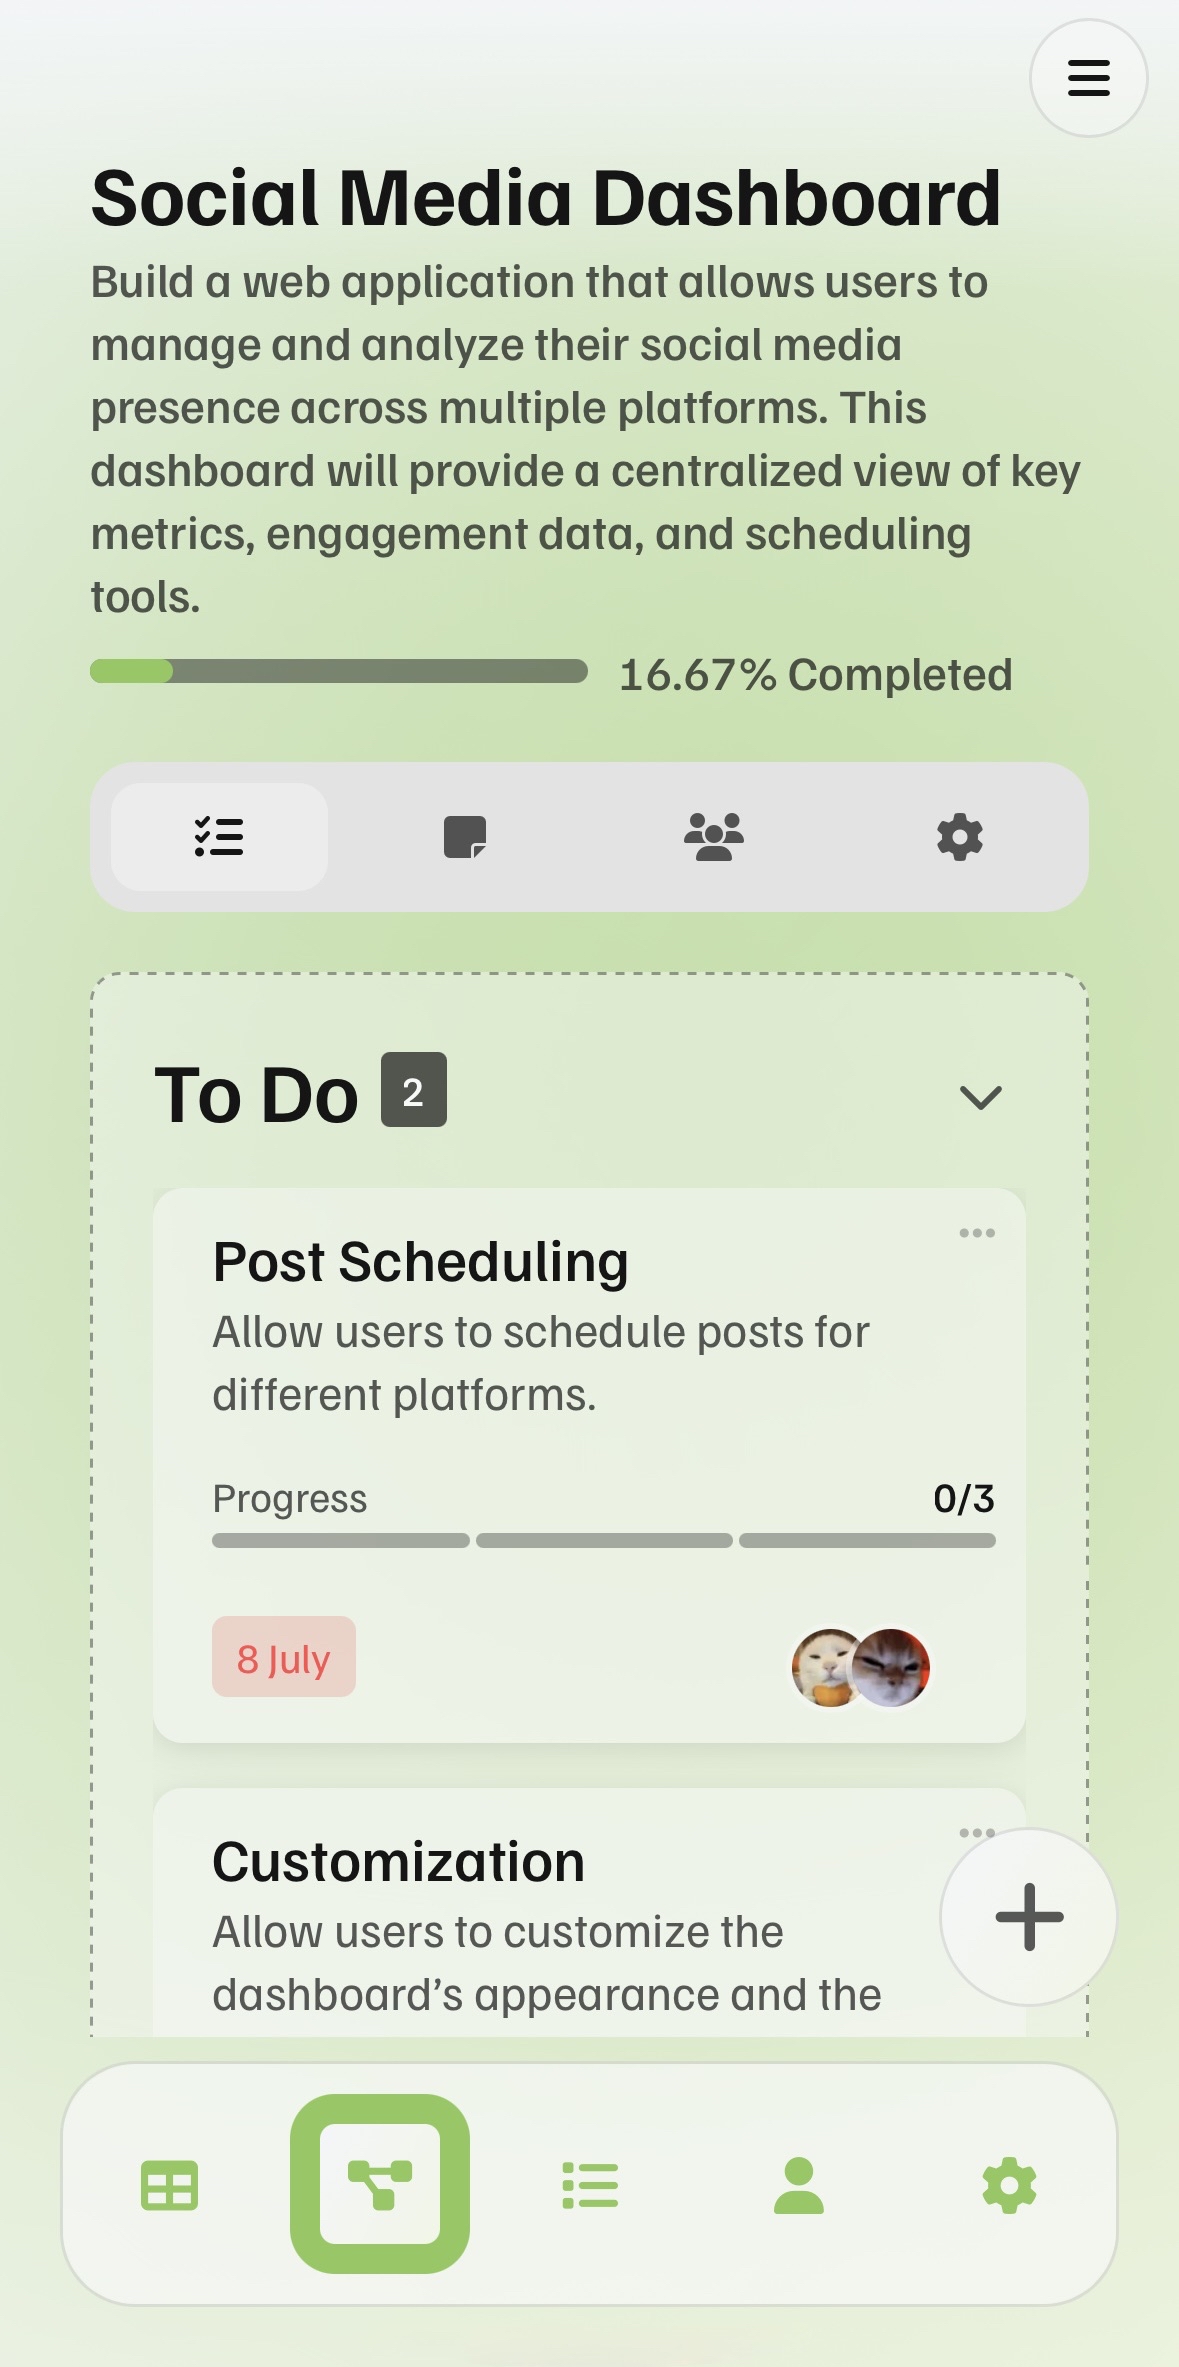 Social Media Dashboard
Build a web application that allows users to
manage and analyze their social media
presence across multiple platforms. This
dashboard will provide a centralized view of key
metrics, engagement data, and scheduling
tools.
16.67% Completed
To Do 2
Post Scheduling
Allow users to schedule posts for
different platforms.
Progress 0/3
8 July
Customization
Allow users to customize the
dashboard’s appearance and the